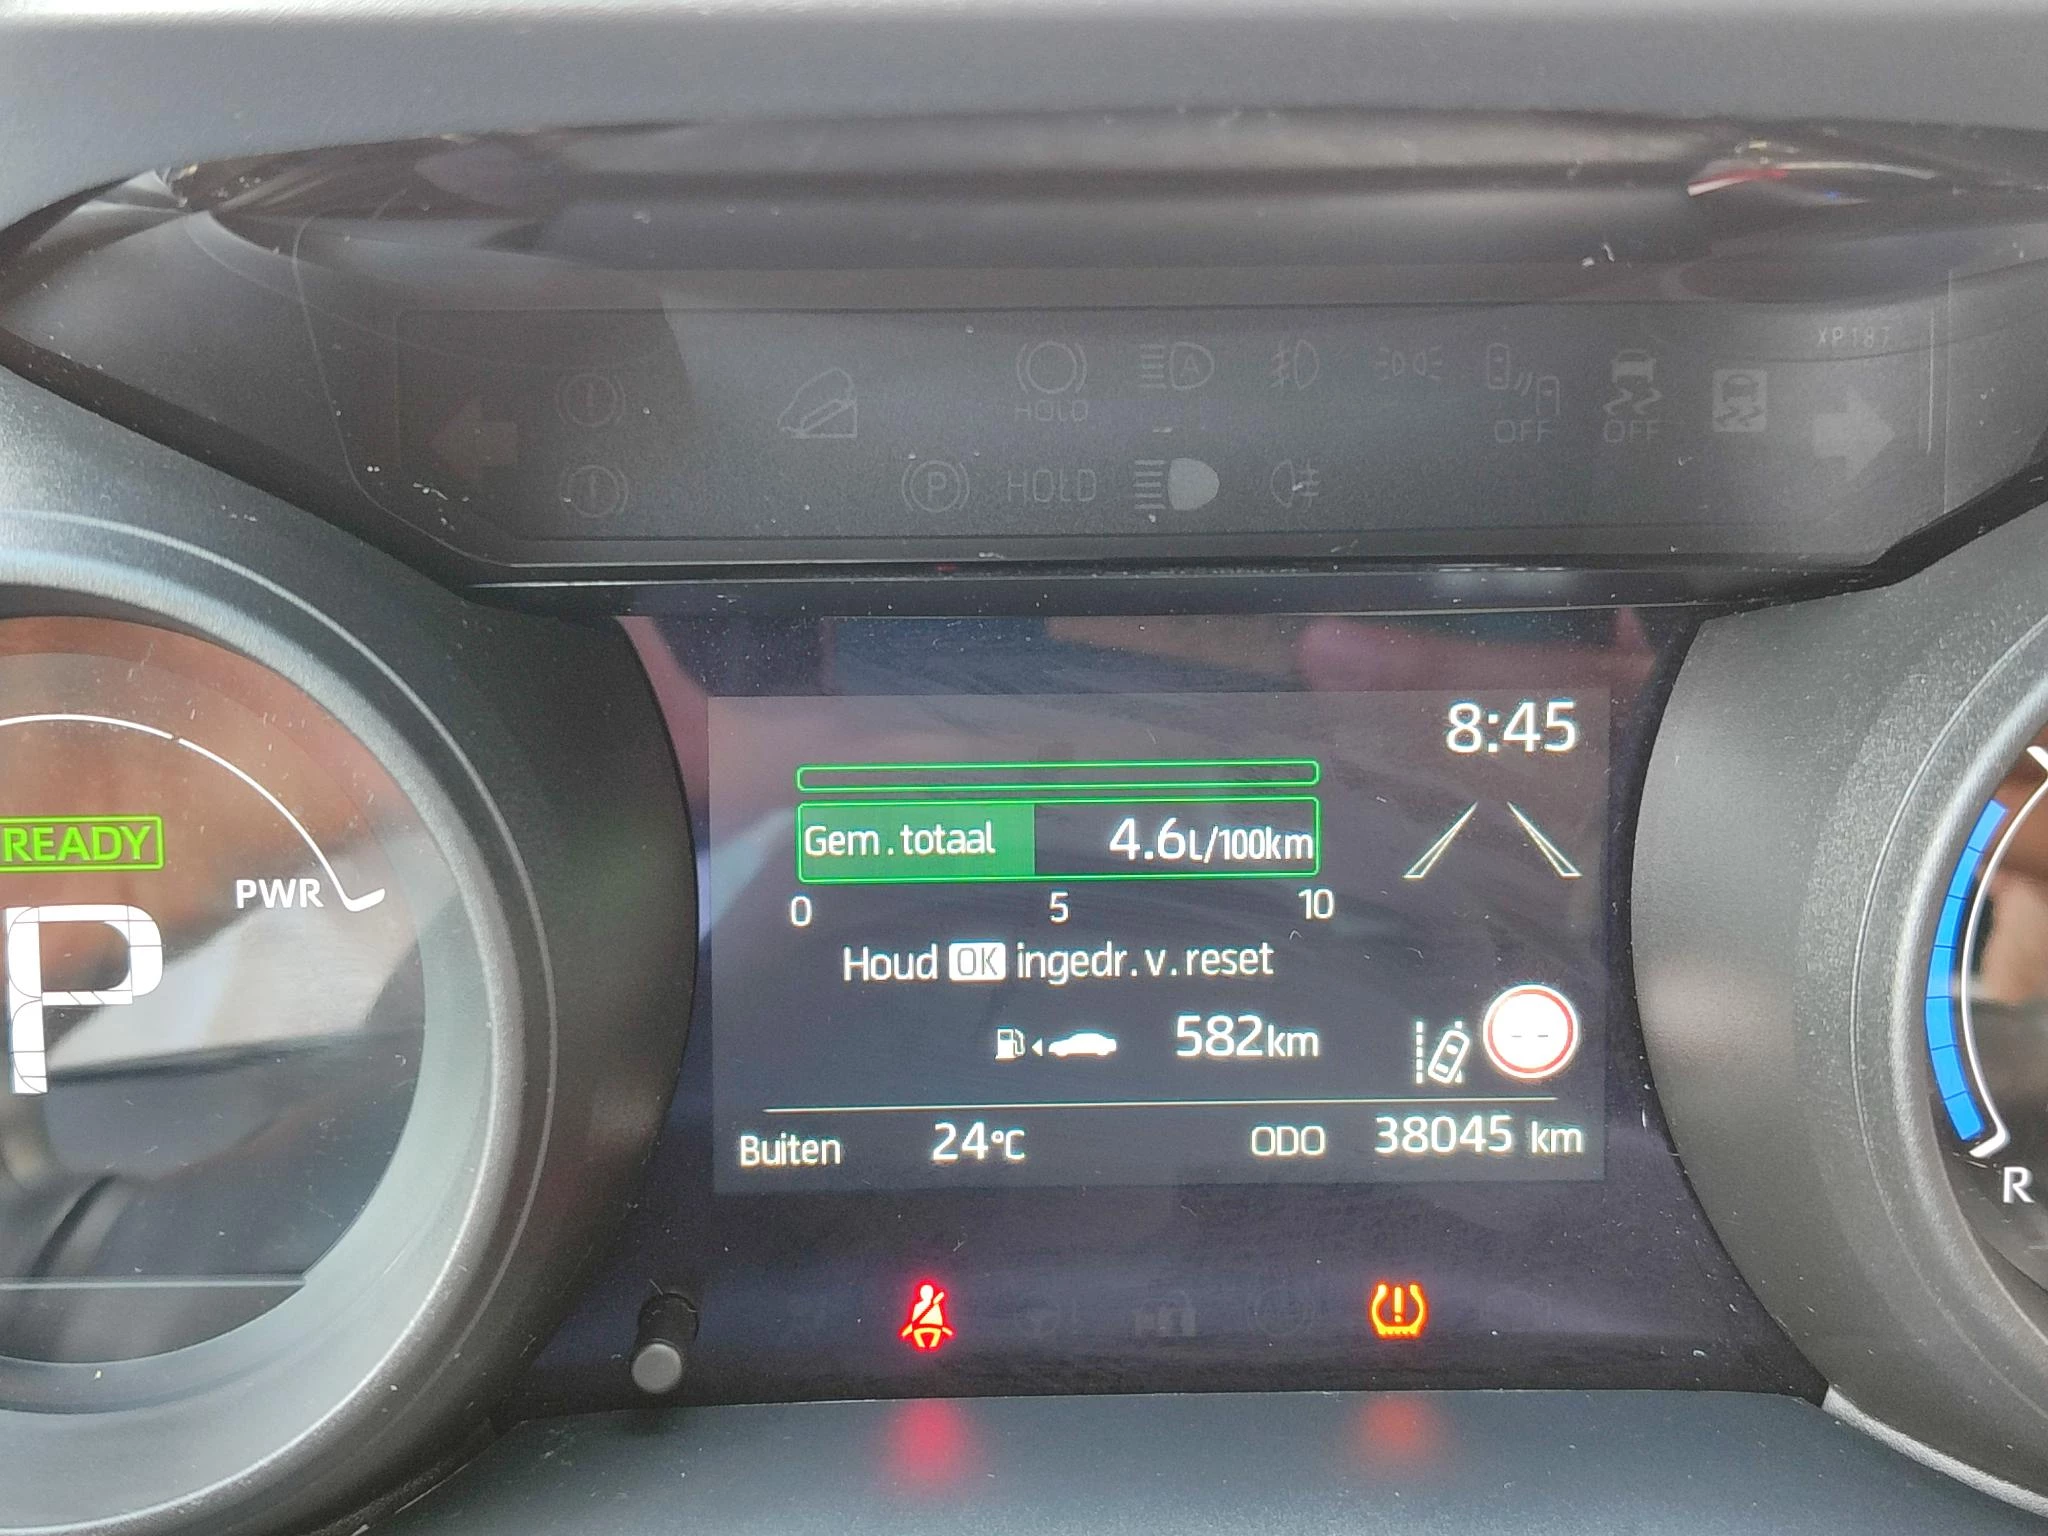 XP187
A
HOLD
OFF
OFF
P
HOLD
8:45
READY
PWR
P
Gem.totaal 4.6L/100km
0 5 10
Houd OK ingedr.v.reset
582km
-- 
Buiten 24°C ODO 38045 km
R